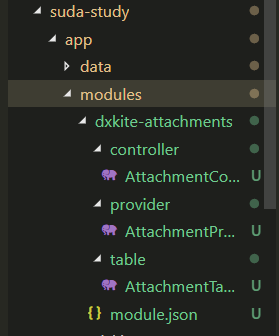 suda-study
app
data
modules
dxkite-attachments
controller
AttachmentCo... U
provider
AttachmentPr... U
table
AttachmentTa... U
{} module.json U